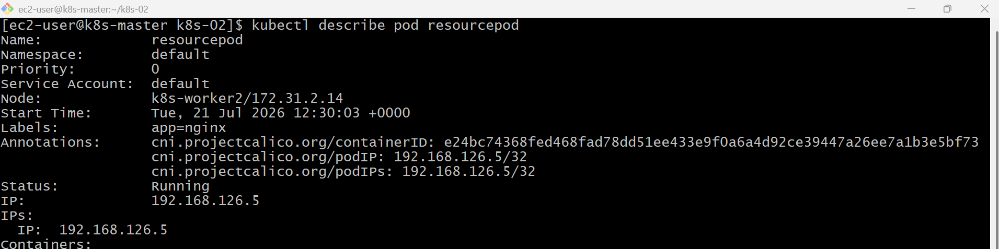 ec2-user@k8s-master:~/k8s-02
[ec2-user@k8s-master k8s-02]$ kubectl describe pod resourcepod
Name:             resourcepod
Namespace:        default
Priority:         0
Service Account:  default
Node:             k8s-worker2/172.31.2.14
Start Time:       Tue, 21 Jul 2026 12:30:03 +0000
Labels:           app=nginx
Annotations:      cni.projectcalico.org/containerID: e24bc74368fed468fad78dd51ee433e9f0a6a4d92ce39447a26ee7a1b3e5bf73
                  cni.projectcalico.org/podIP: 192.168.126.5/32
                  cni.projectcalico.org/podIPs: 192.168.126.5/32
Status:           Running
IP:               192.168.126.5
IPs:
  IP:  192.168.126.5
Containers: